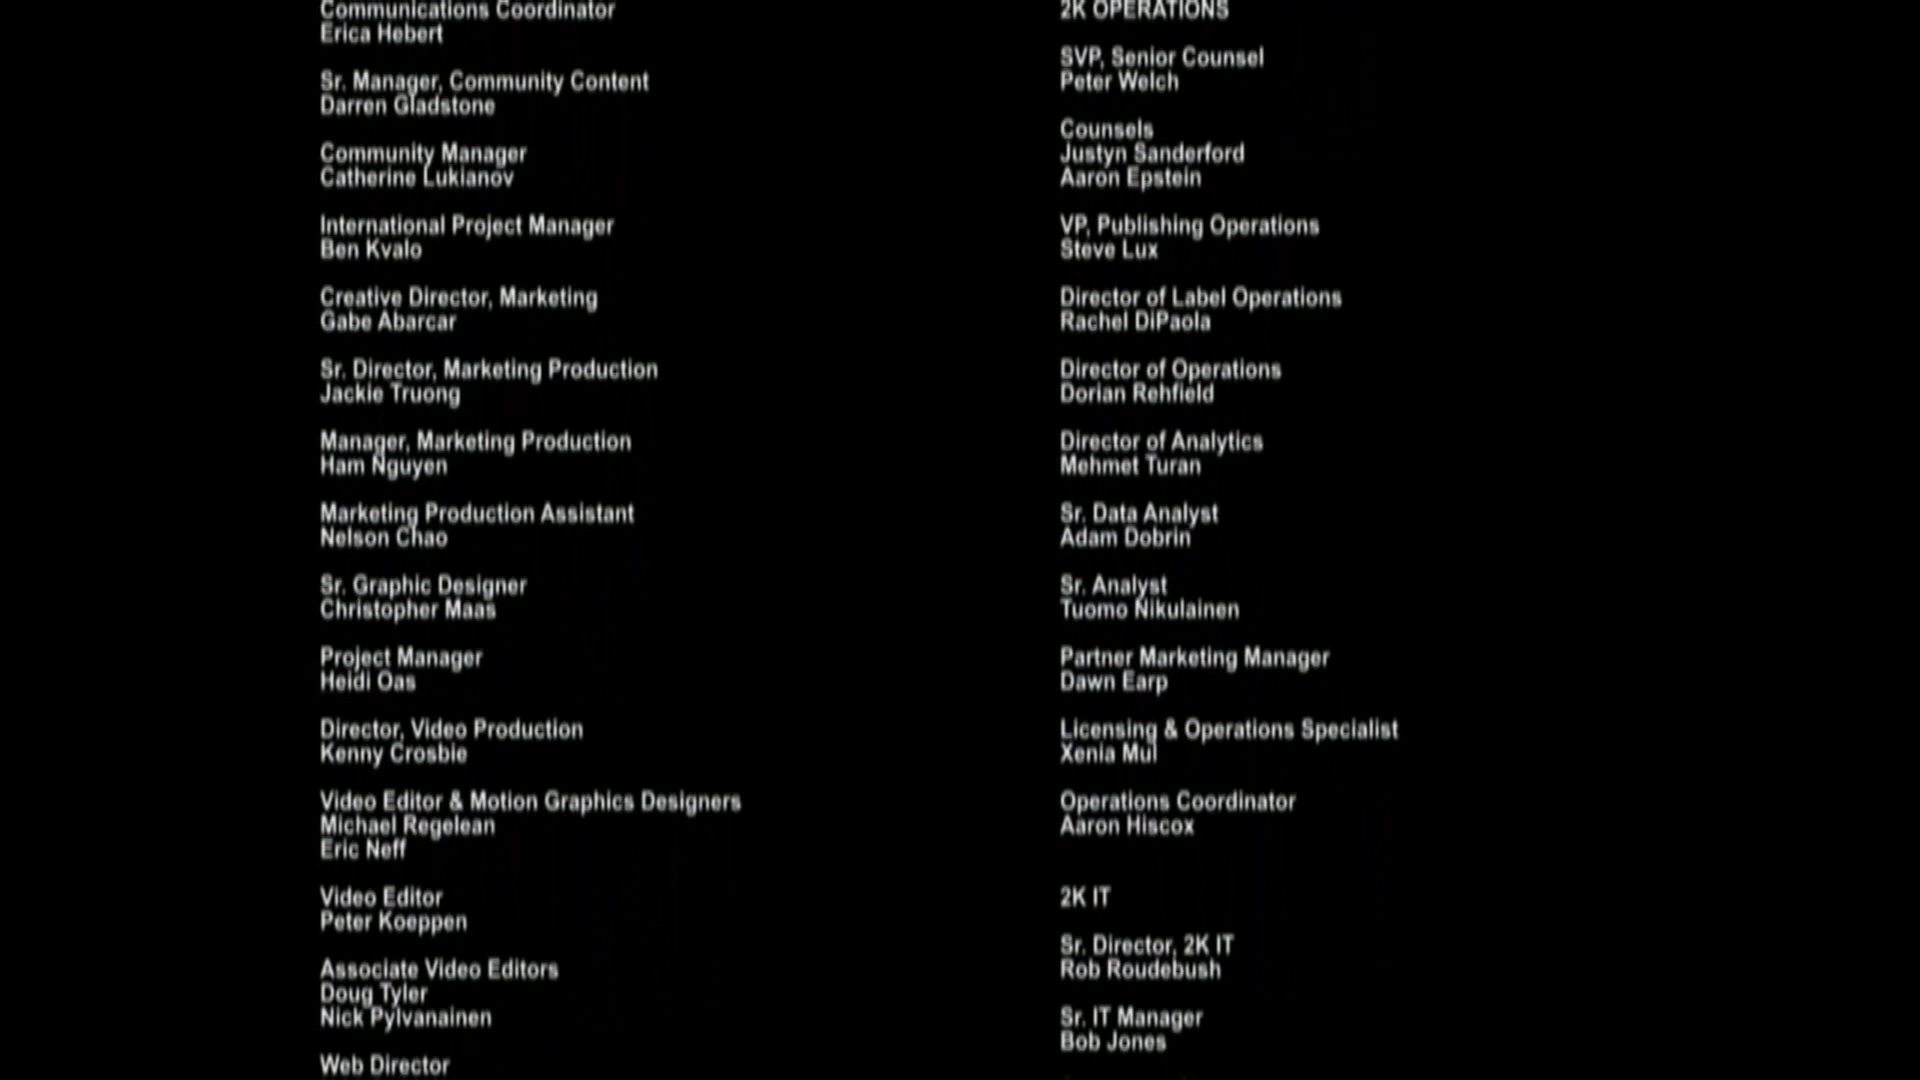 Communications Coordinator
Erica Hebert
Sr. Manager, Community Content
Darren Gladstone
Community Manager
Catherine Lukianov
International Project Manager
Ben Kvalo
Creative Director, Marketing
Gabe Abarcar
Sr. Director, Marketing Production
Jackie Truong
Manager, Marketing Production
Ham Nguyen
Marketing Production Assistant
Nelson Chao
Sr. Graphic Designer
Christopher Maas
Project Manager
Heidi Oas
Director, Video Production
Kenny Crosbie
Video Editor & Motion Graphics Designers
Michael Regelean
Eric Neff
Video Editor
Peter Koeppen
Associate Video Editors
Doug Tyler
Nick Pylvanainen
Web Director
2K OPERATIONS
SVP, Senior Counsel
Peter Welch
Counsels
Justyn Sanderford
Aaron Epstein
VP, Publishing Operations
Steve Lux
Director of Label Operations
Rachel DiPaola
Director of Operations
Dorian Rehfield
Director of Analytics
Mehmet Turan
Sr. Data Analyst
Adam Dobrin
Sr. Analyst
Tuomo Nikulainen
Partner Marketing Manager
Dawn Earp
Licensing & Operations Specialist
Xenia Mul
Operations Coordinator
Aaron Hiscox
2K IT
Sr. Director, 2K IT
Rob Roudebush
Sr. IT Manager
Bob Jones